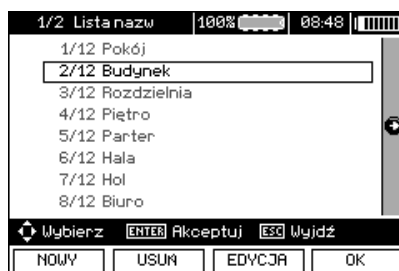 1/2 Lista nazw 100% 08:48
1/12 Pokój
2/12 Budynek
3/12 Rozdzielnia
4/12 Piętro
5/12 Parter
6/12 Hala
7/12 Hol
8/12 Biuro
Wybierz ENTER Akceptuj ESC Wyjdź
NOWY USUŃ EDYCJA OK